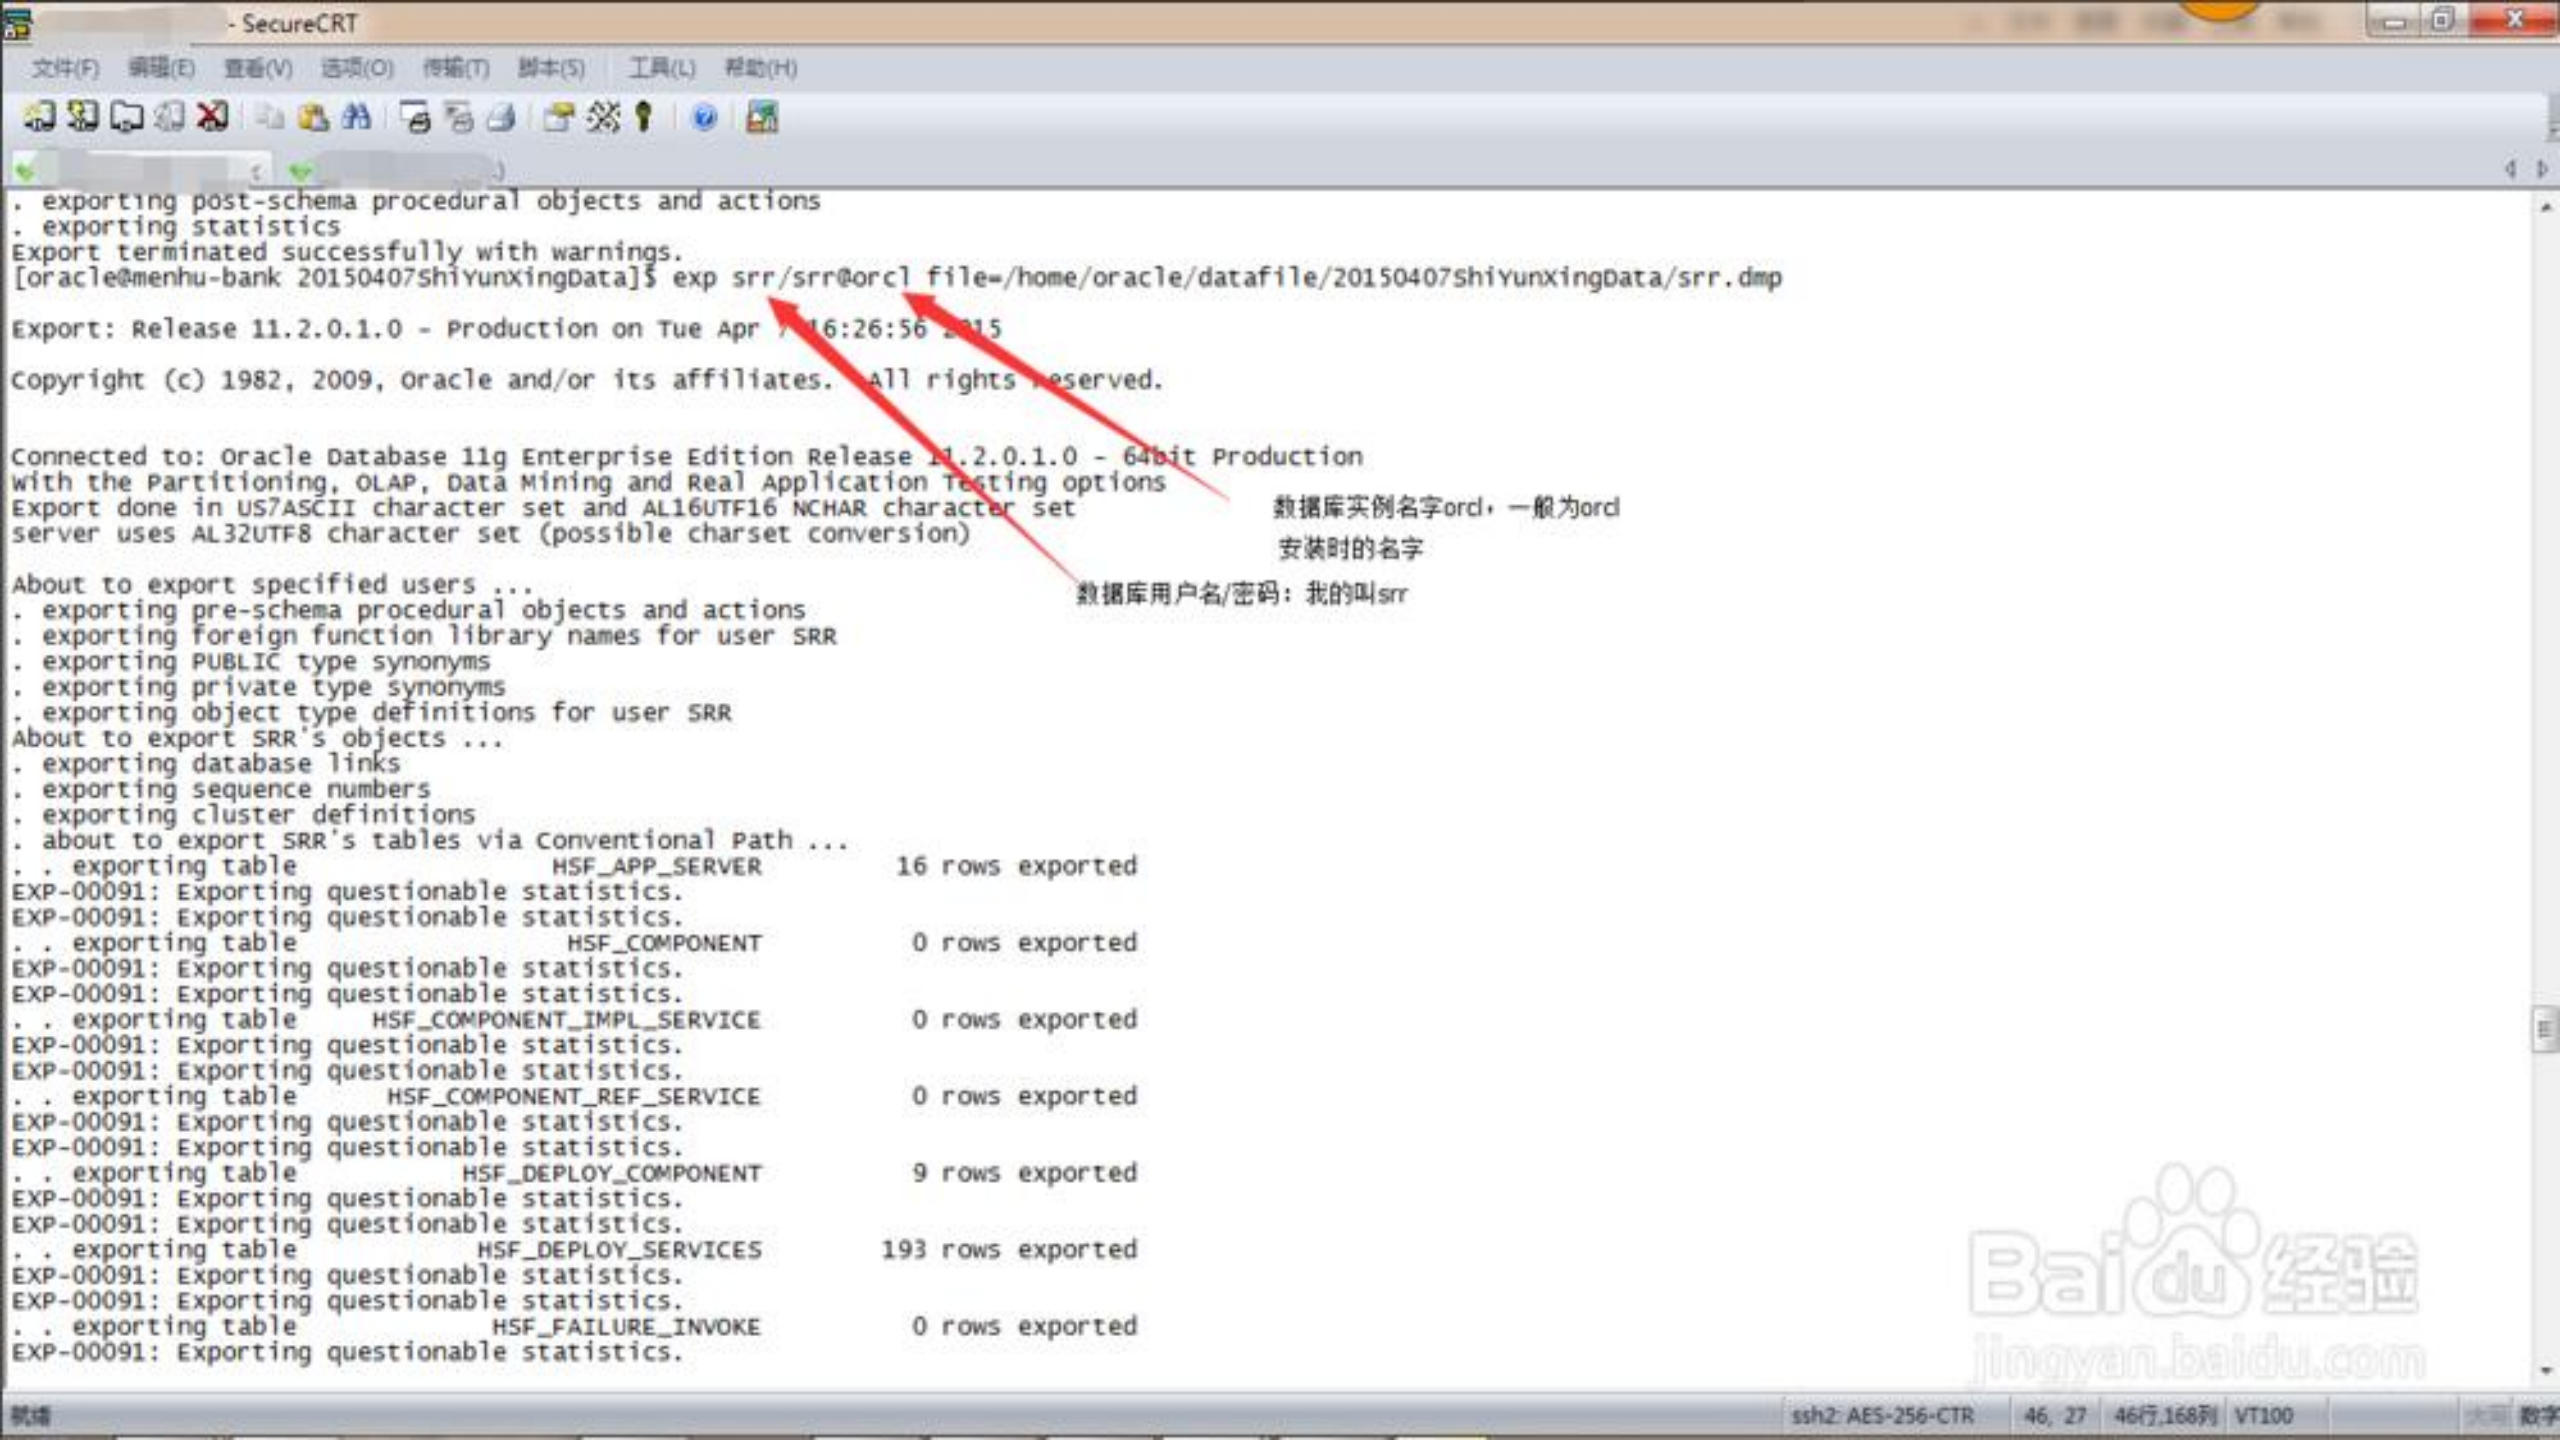 - SecureCRT
文件(F) 编辑(E) 查看(V) 选项(O) 传输(T) 脚本(S) 工具(L) 帮助(H)
. exporting post-schema procedural objects and actions
. exporting statistics
Export terminated successfully with warnings.
[oracle@menhu-bank 20150407ShiYunXingData]$ exp srr/srr@orcl file=/home/oracle/datafile/20150407ShiYunXingData/srr.dmp
Export: Release 11.2.0.1.0 - Production on Tue Apr 16:26:56 2015
Copyright (c) 1982, 2009, Oracle and/or its affiliates. All rights reserved.
Connected to: Oracle Database 11g Enterprise Edition Release 11.2.0.1.0 - 64bit Production
With the Partitioning, OLAP, Data Mining and Real Application Testing options
Export done in US7ASCII character set and AL16UTF16 NCHAR character set
server uses AL32UTF8 character set (possible charset conversion)
数据库实例名字orcl，一般为orcl
安装时的名字
数据库用户名/密码：我的叫srr
About to export specified users ...
. exporting pre-schema procedural objects and actions
. exporting foreign function library names for user SRR
. exporting PUBLIC type synonyms
. exporting private type synonyms
. exporting object type definitions for user SRR
About to export SRR's objects ...
. exporting database links
. exporting sequence numbers
. exporting cluster definitions
. about to export SRR's tables via Conventional Path ...
. . exporting table HSF_APP_SERVER 16 rows exported
EXP-00091: Exporting questionable statistics.
EXP-00091: Exporting questionable statistics.
. . exporting table HSF_COMPONENT 0 rows exported
EXP-00091: Exporting questionable statistics.
EXP-00091: Exporting questionable statistics.
. . exporting table HSF_COMPONENT_IMPL_SERVICE 0 rows exported
EXP-00091: Exporting questionable statistics.
EXP-00091: Exporting questionable statistics.
. . exporting table HSF_COMPONENT_REF_SERVICE 0 rows exported
EXP-00091: Exporting questionable statistics.
EXP-00091: Exporting questionable statistics.
. . exporting table HSF_DEPLOY_COMPONENT 9 rows exported
EXP-00091: Exporting questionable statistics.
EXP-00091: Exporting questionable statistics.
. . exporting table HSF_DEPLOY_SERVICES 193 rows exported
EXP-00091: Exporting questionable statistics.
EXP-00091: Exporting questionable statistics.
. . exporting table HSF_FAILURE_INVOKE 0 rows exported
EXP-00091: Exporting questionable statistics.
Baidu 经验
jingyan.baidu.com
就绪 ssh2: AES-256-CTR 46, 27 46行,168列 VT100 大写 数字